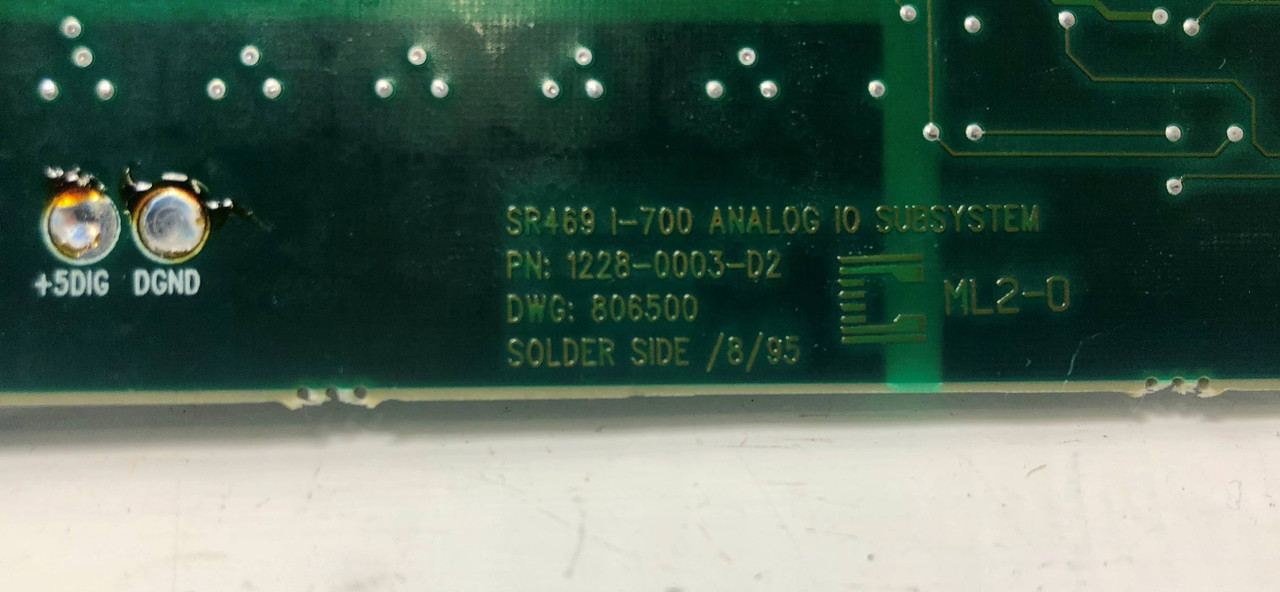 +5DIG DGND
SR469 I-700 ANALOG IO SUBSYSTEM
PN: 1228-0003-D2
DWG: 806500
SOLDER SIDE /8/95
ML2-0